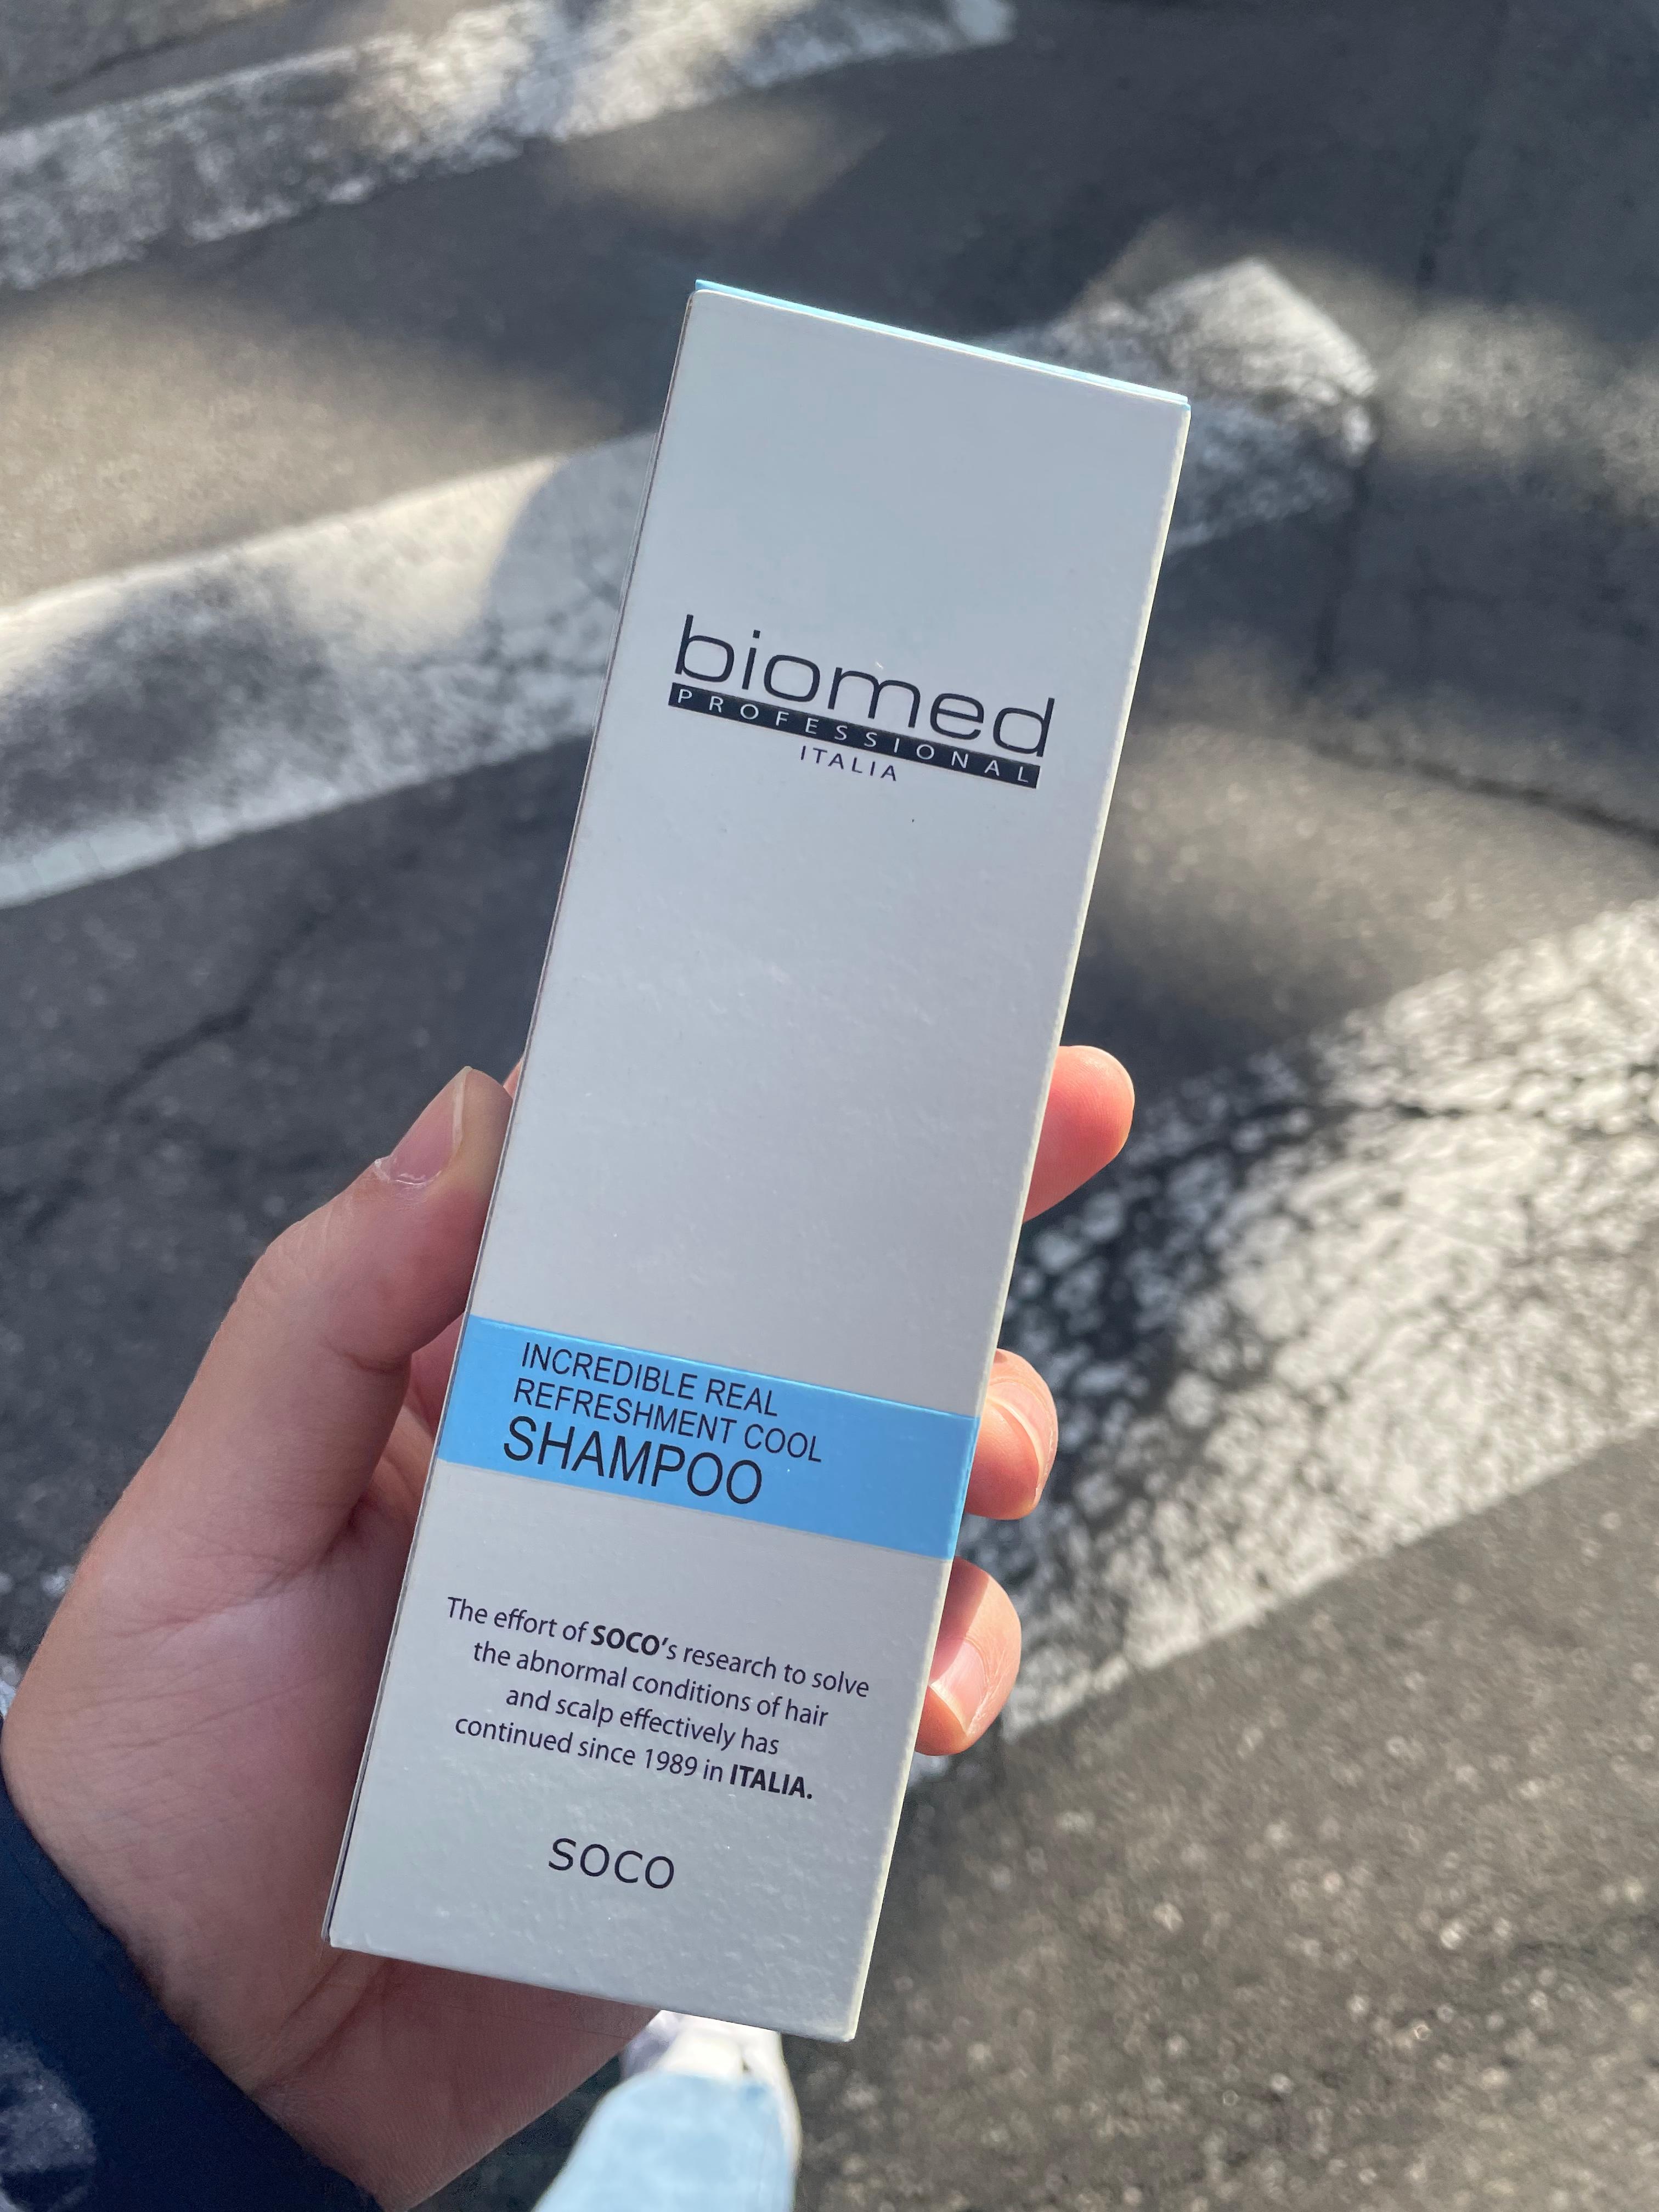 biomed
PROFESSIONAL
ITALIA
INCREDIBLE REAL
REFRESHMENT COOL
SHAMPOO
The effort of SOCO's research to solve
the abnormal conditions of hair
and scalp effectively has
continued since 1989 in ITALIA.
SOCO